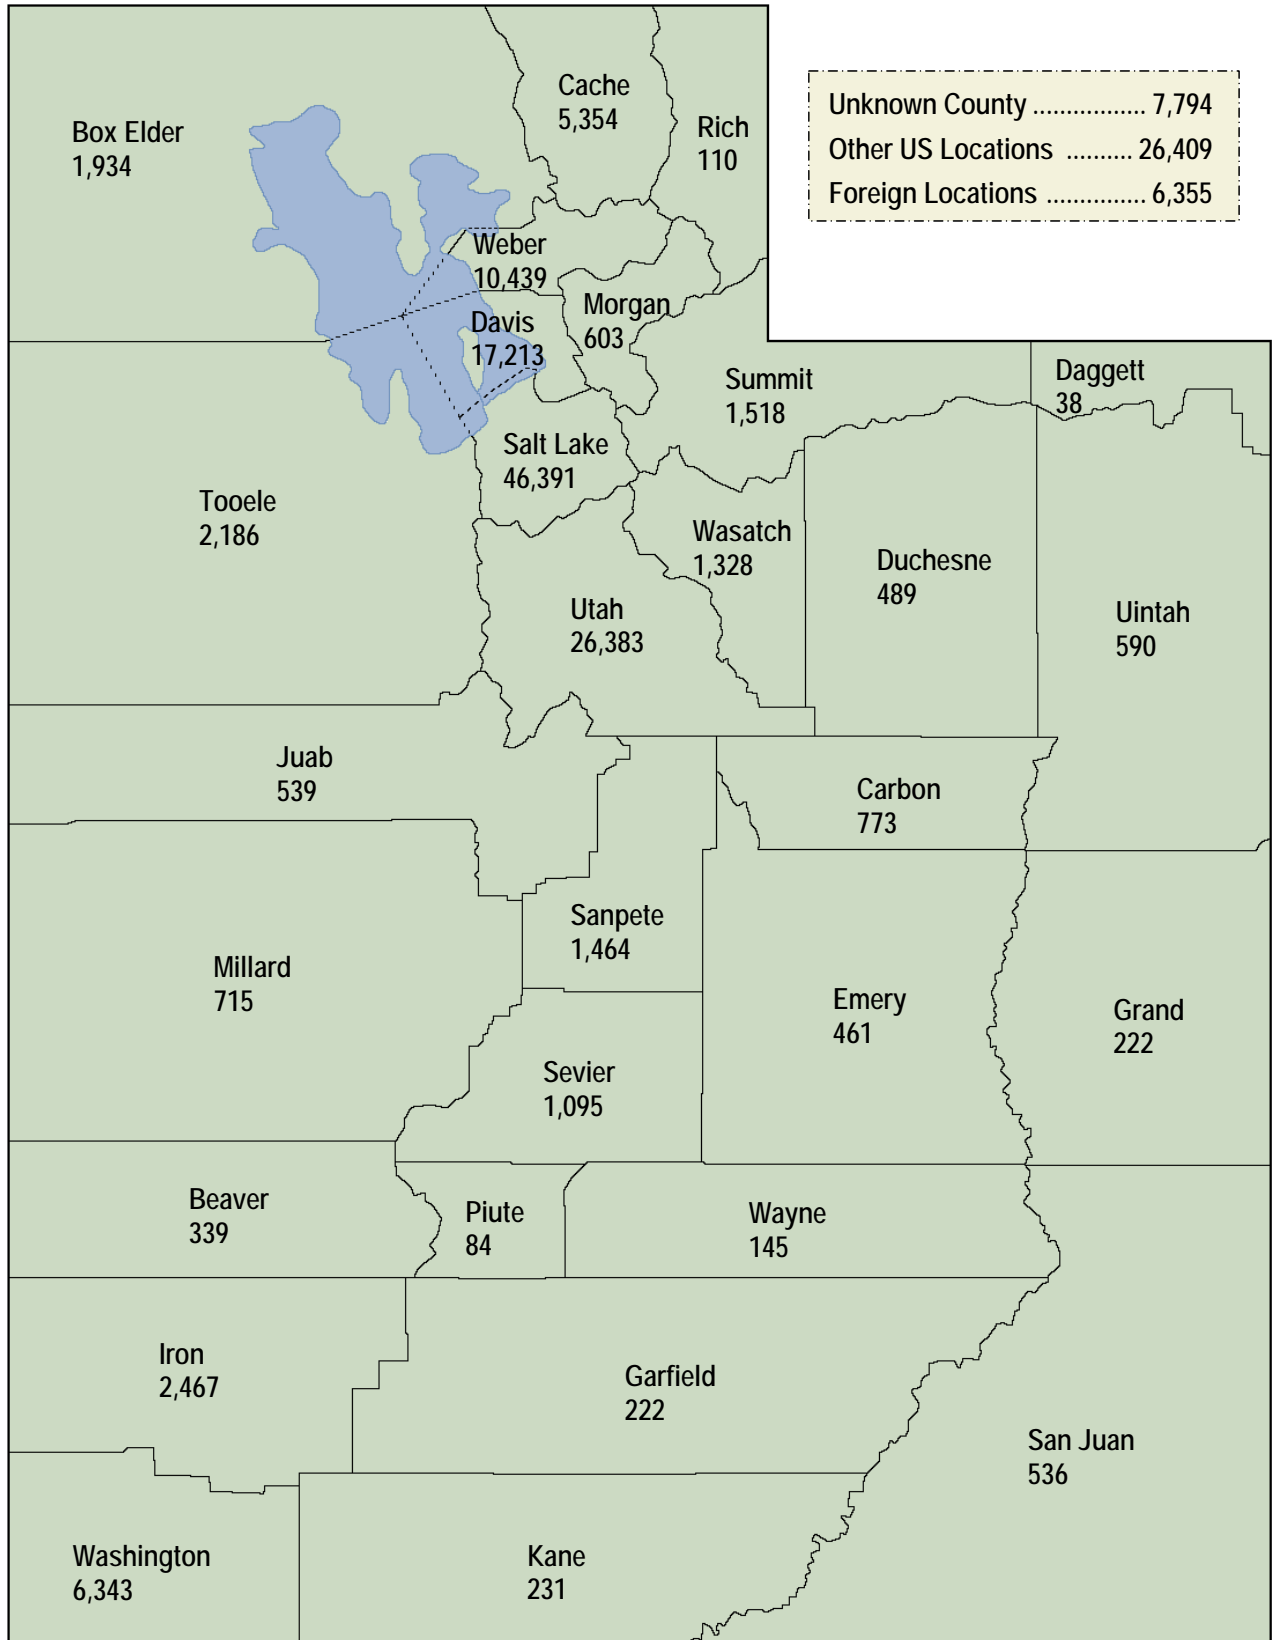 Cache
5,354
Rich
110
Box Elder
1,934
Unknown County ................. 7,794
Other US Locations .......... 26,409
Foreign Locations ............... 6,355
Weber
10,439
Morgan
603
Davis
17,213
Summit
1,518
Daggett
38
Salt Lake
46,391
Tooele
2,186
Wasatch
1,328
Duchesne
489
Utah
26,383
Uintah
590
Juab
539
Carbon
773
Sanpete
1,464
Millard
715
Emery
461
Grand
222
Sevier
1,095
Beaver
339
Piute
84
Wayne
145
Iron
2,467
Garfield
222
San Juan
536
Washington
6,343
Kane
231